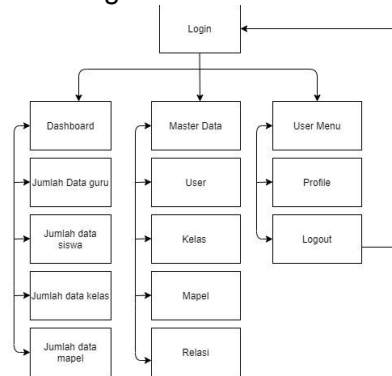 Login
Dashboard
Master Data
User Menu
Jumlah Data guru
User
Profile
Jumlah data
siswa
Kelas
Logout
Jumlah data kelas
Mapel
Jumlah data
mapel
Relasi